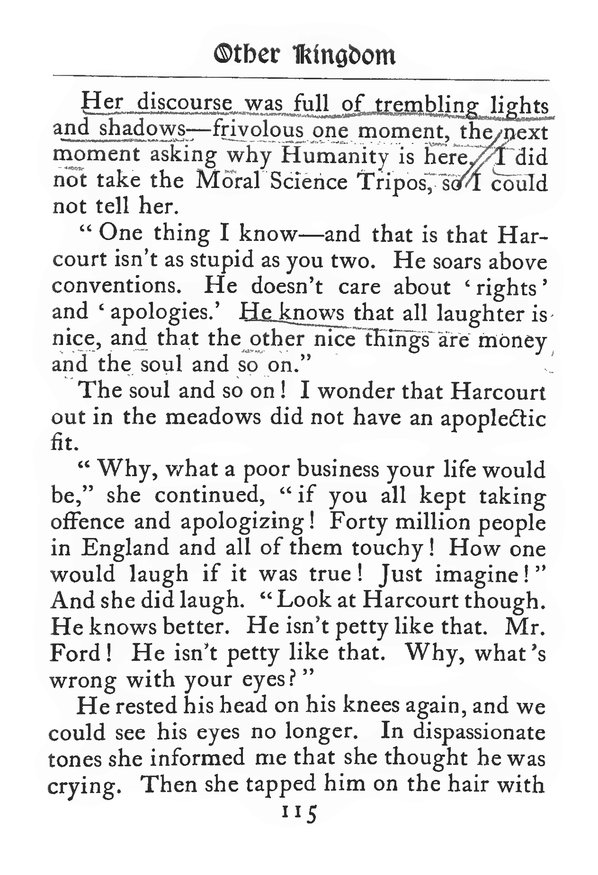 Other Kingdom
Her discourse was full of trembling lights
and shadows—frivolous one moment, the next
moment asking why Humanity is here. I did
not take the Moral Science Tripos, so I could
not tell her.
“ One thing I know—and that is that Har-
court isn’t as stupid as you two. He soars above
conventions. He doesn’t care about ‘ rights ’
and ‘ apologies.’ He knows that all laughter is
nice, and that the other nice things are money
and the soul and so on.”
The soul and so on ! I wonder that Harcourt
out in the meadows did not have an apoplectic
fit.
“ Why, what a poor business your life would
be,” she continued, “ if you all kept taking
offence and apologizing ! Forty million people
in England and all of them touchy ! How one
would laugh if it was true ! Just imagine ! ”
And she did laugh. “ Look at Harcourt though.
He knows better. He isn’t petty like that. Mr.
Ford ! He isn’t petty like that. Why, what ’s
wrong with your eyes ? ”
He rested his head on his knees again, and we
could see his eyes no longer. In dispassionate
tones she informed me that she thought he was
crying. Then she tapped him on the hair with
115